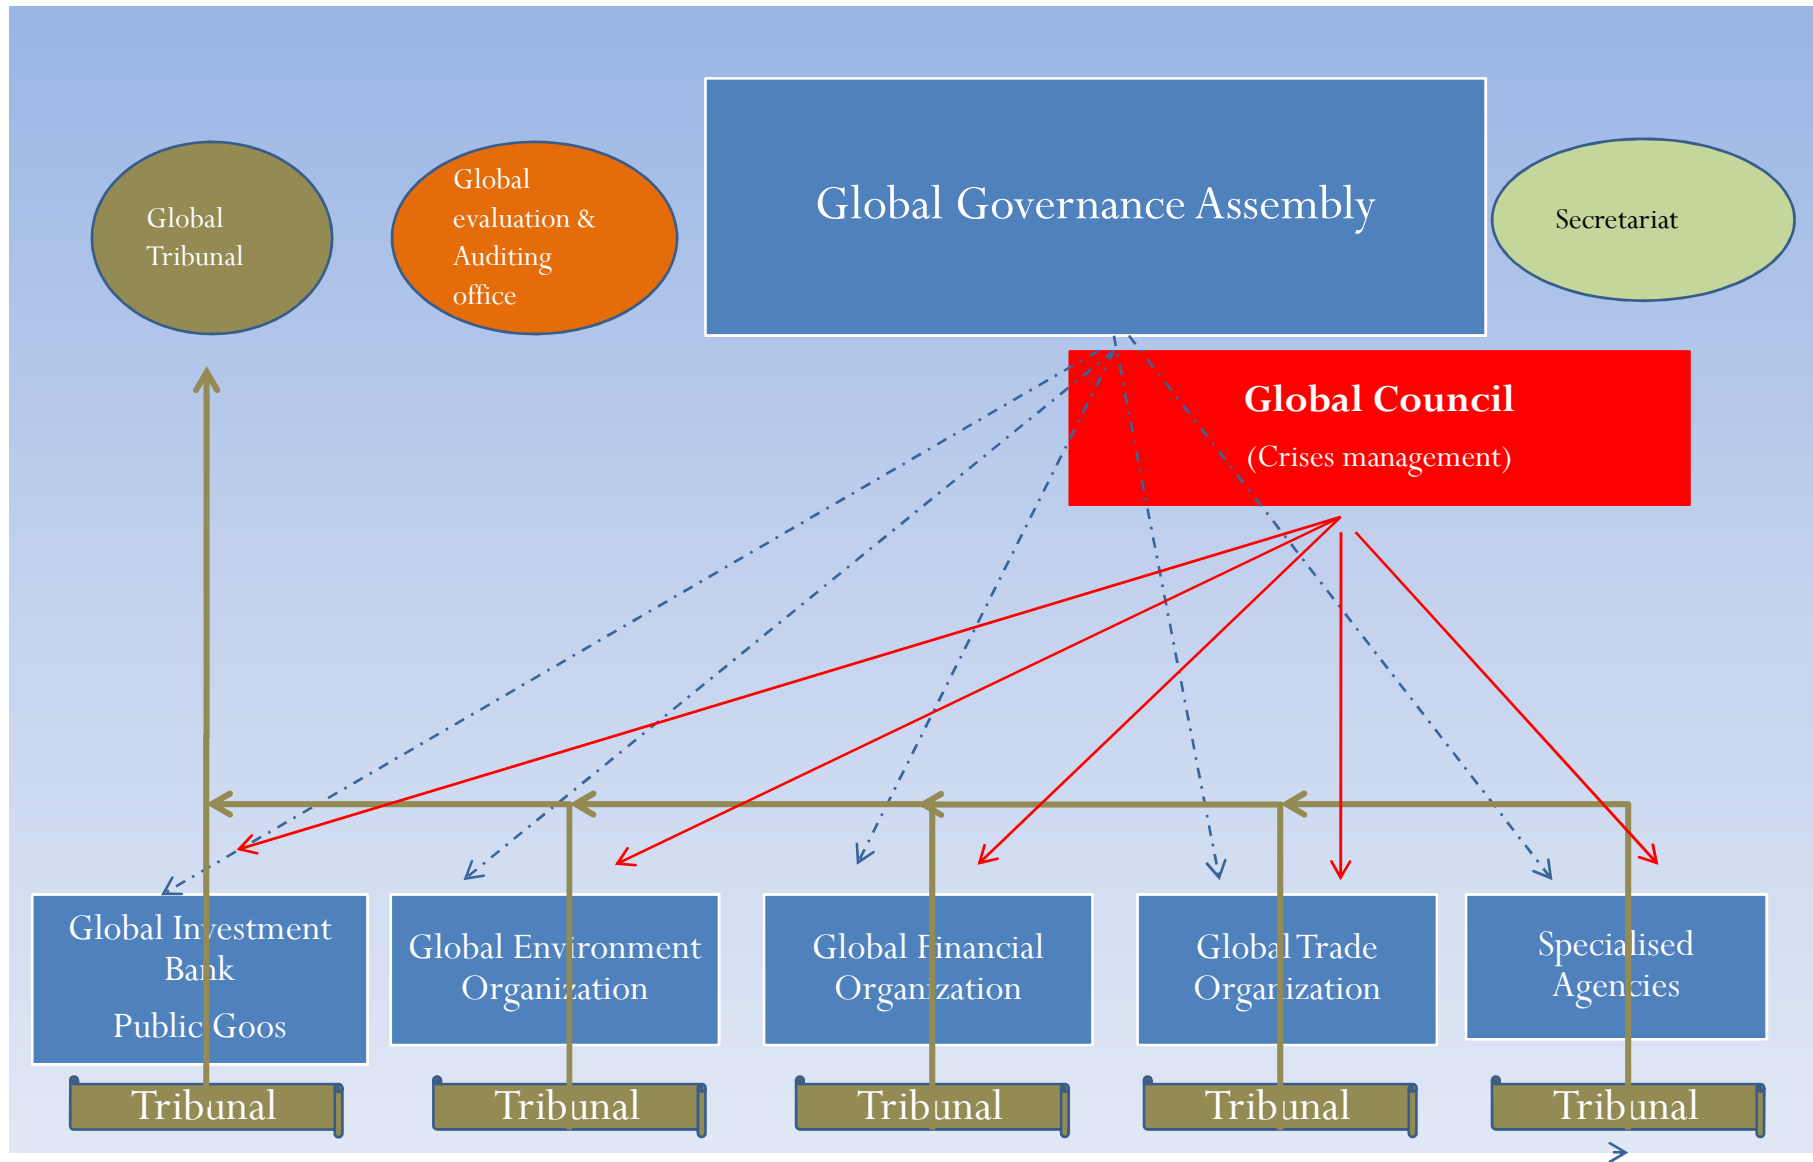 Global
Tribunal
Global
evaluation &
Auditing
office
Global Governance Assembly
Secretariat
Global Council
(Crises management)
Global Investment
Bank
Public Goos
Global Environment
Organization
Global Financial
Organization
Global Trade
Organization
Specialised
Agencies
Tribunal
Tribunal
Tribunal
Tribunal
Tribunal